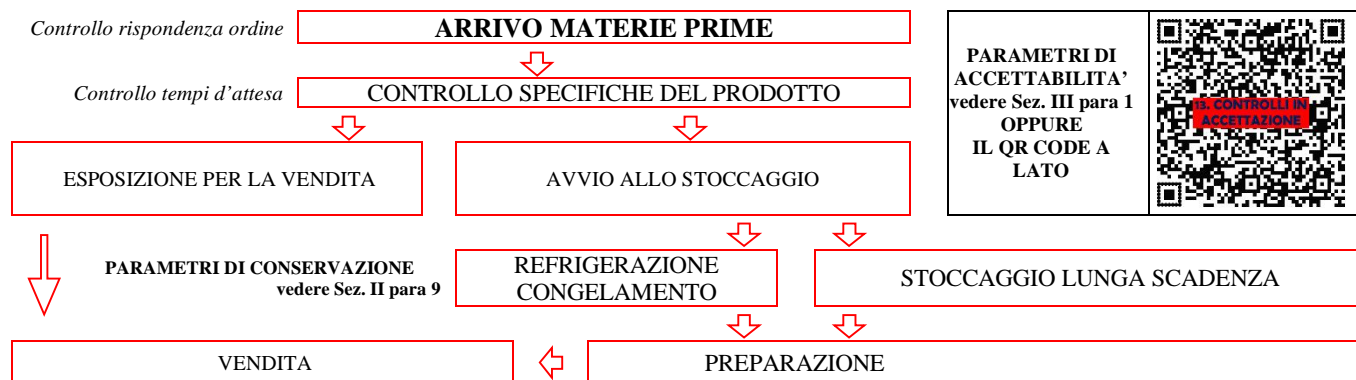 Controllo rispondenza ordine
ARRIVO MATERIE PRIME
Controllo tempi d'attesa
CONTROLLO SPECIFICHE DEL PRODOTTO
PARAMETRI DI
ACCETTABILITA’
vedere Sez. III para 1
OPPURE
IL QR CODE A
LATO
13. CONTROLLI IN
ACCETTAZIONE
ESPOSIZIONE PER LA VENDITA
AVVIO ALLO STOCCAGGIO
PARAMETRI DI CONSERVAZIONE
vedere Sez. II para 9
REFRIGERAZIONE
CONGELAMENTO
STOCCAGGIO LUNGA SCADENZA
VENDITA
PREPARAZIONE